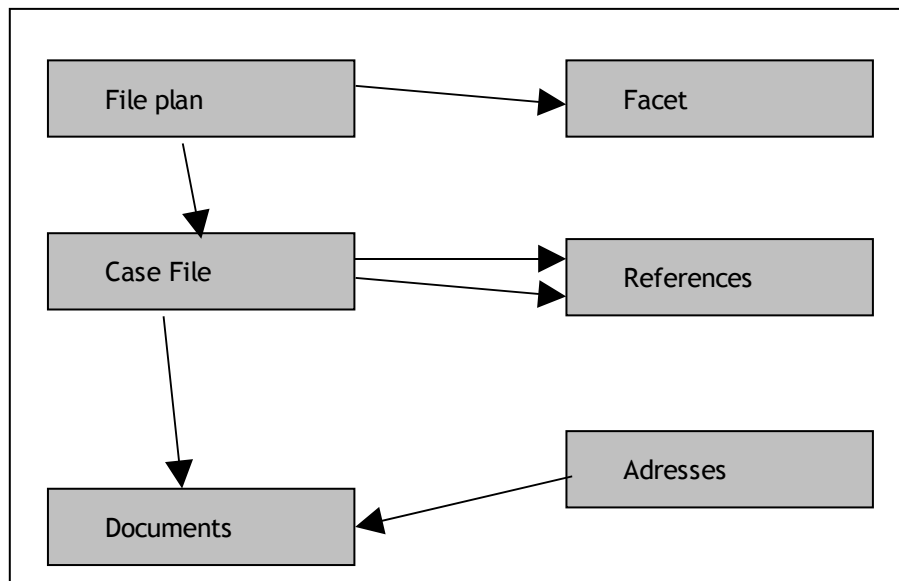 File plan
Facet
Case File
References
Adresses
Documents